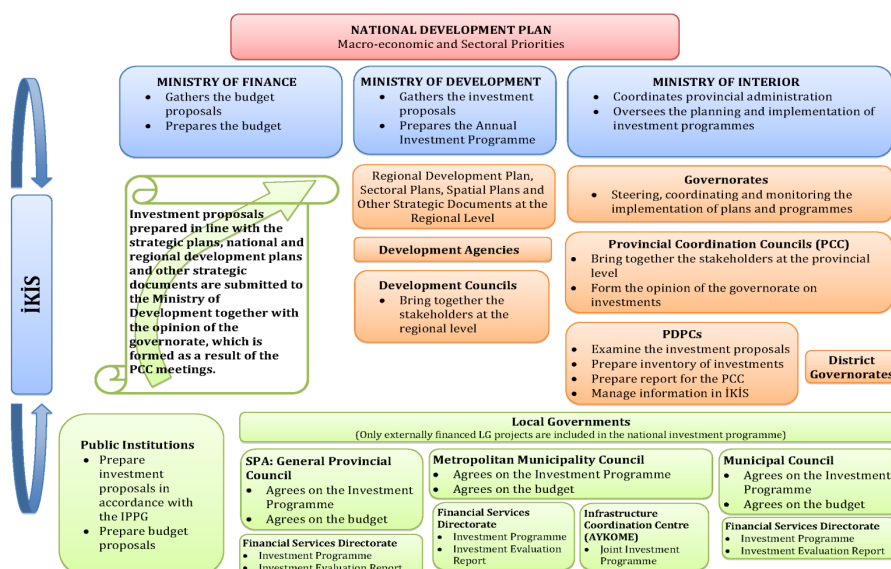 NATIONAL DEVELOPMENT PLAN
Macro-economic and Sectoral Priorities
MINISTRY OF FINANCE
• Gathers the budget
proposals
• Prepares the budget
MINISTRY OF DEVELOPMENT
• Gathers the investment
proposals
• Prepares the Annual
Investment Programme
MINISTRY OF INTERIOR
• Coordinates provincial administration
• Oversees the planning and implementation of
investment programmes
İKİS
Investment proposals
prepared in line with the
strategic plans, national and
regional development plans
and other strategic
documents are submitted to
the Ministry of
Development together with
the opinion of the
governorate, which is
formed as a result of the
PCC meetings.
Regional Development Plan,
Sectoral Plans, Spatial Plans and
Other Strategic Documents at the
Regional Level
Development Agencies
Development Councils
• Bring together the
stakeholders at the
regional level
Governorates
• Steering, coordinating and monitoring the
implementation of plans and programmes
Provincial Coordination Councils (PCC)
• Bring together the stakeholders at the provincial
level
• Form the opinion of the governorate on
investments
PDPCs
• Examine the investment proposals
• Prepare inventory of investments
• Prepare report for the PCC
• Manage information in İKİS
District
Governorates
Public Institutions
• Prepare
investment
proposals in
accordance with
the IPPG
• Prepare budget
proposals
Local Governments
(Only externally financed LG projects are included in the national investment programme)
SPA: General Provincial
Council
• Agrees on the Investment
Programme
• Agrees on the budget
Financial Services Directorate
• Investment Programme
• Investment Evaluation Report
Metropolitan Municipality Council
• Agrees on the Investment Programme
• Agrees on the budget
Financial Services
Directorate
• Investment Programme
• Investment Evaluation
Report
Infrastructure
Coordination Centre
(AYKOME)
• Joint Investment
Programme
Municipal Council
• Agrees on the Investment
Programme
• Agrees on the budget
Financial Services Directorate
• Investment Programme
• Investment Evaluation Report